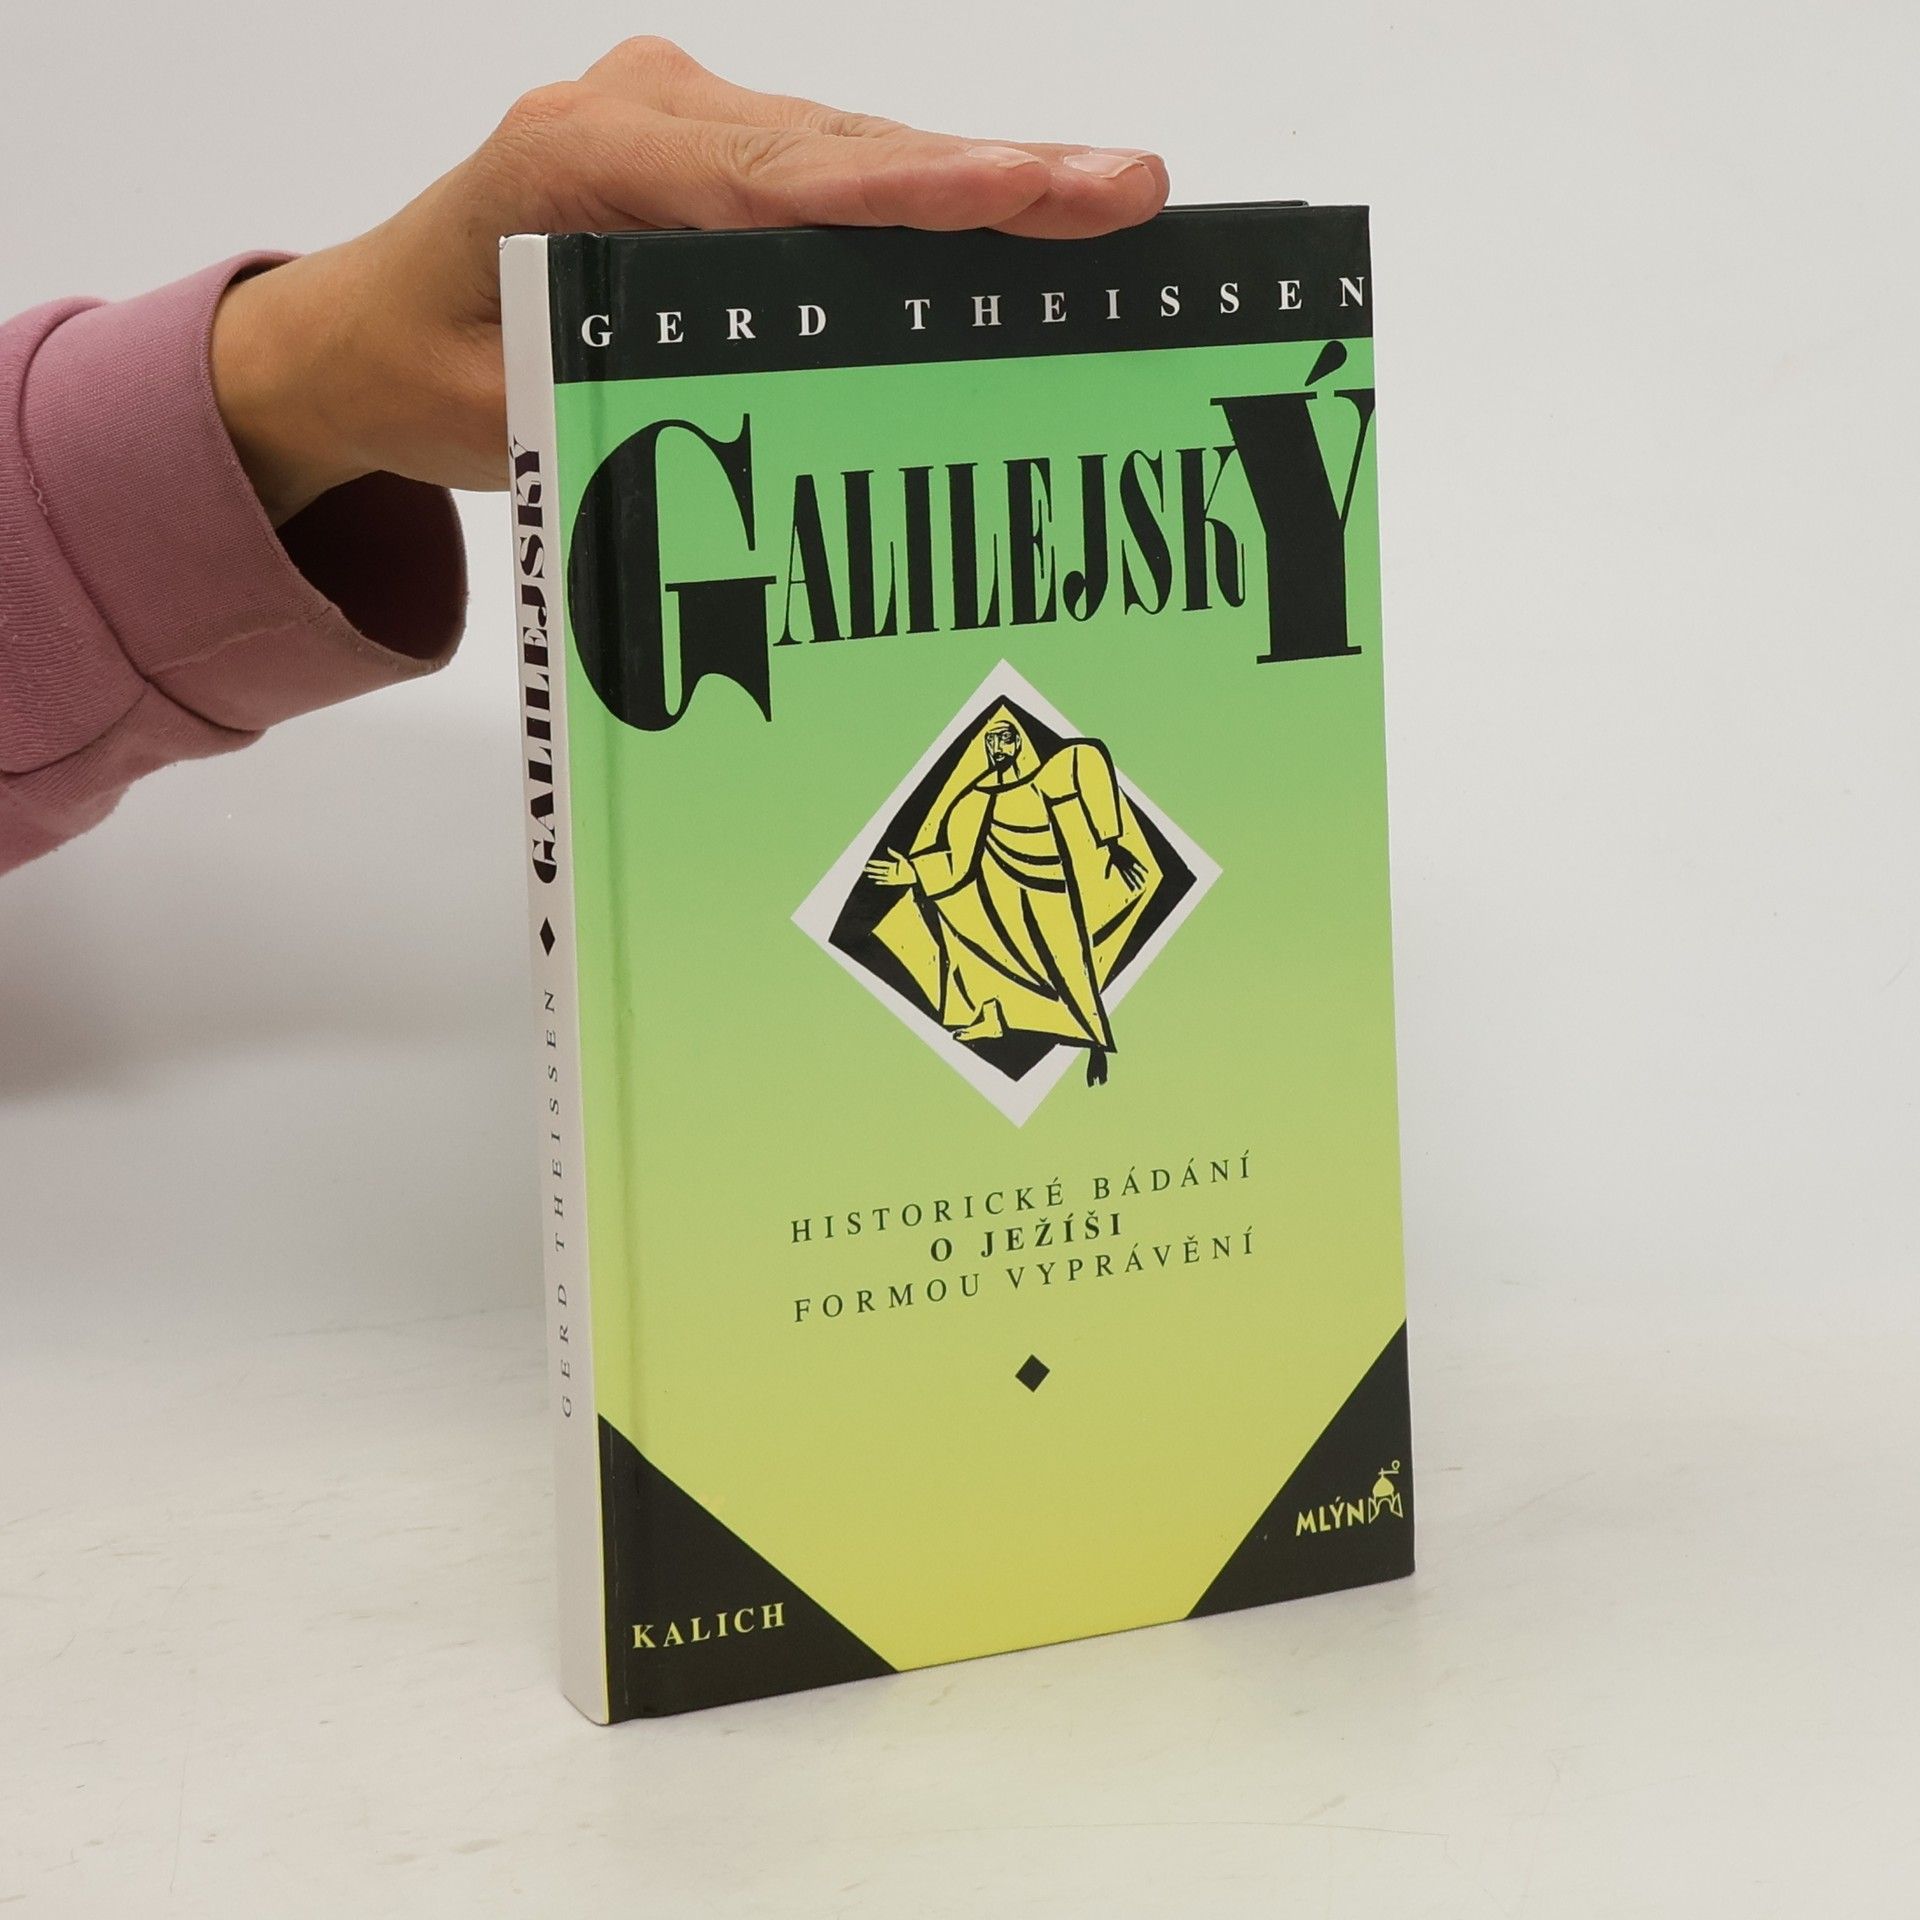 GERD THEISSEN
GALILEJSKÝ
HISTORICKÉ BÁDÁNÍ
O JEŽÍŠI
FORMOU VYPRÁVĚNÍ
KALICH
MLÝN
GERD THEISSEN ◆ GALILEJSKÝ